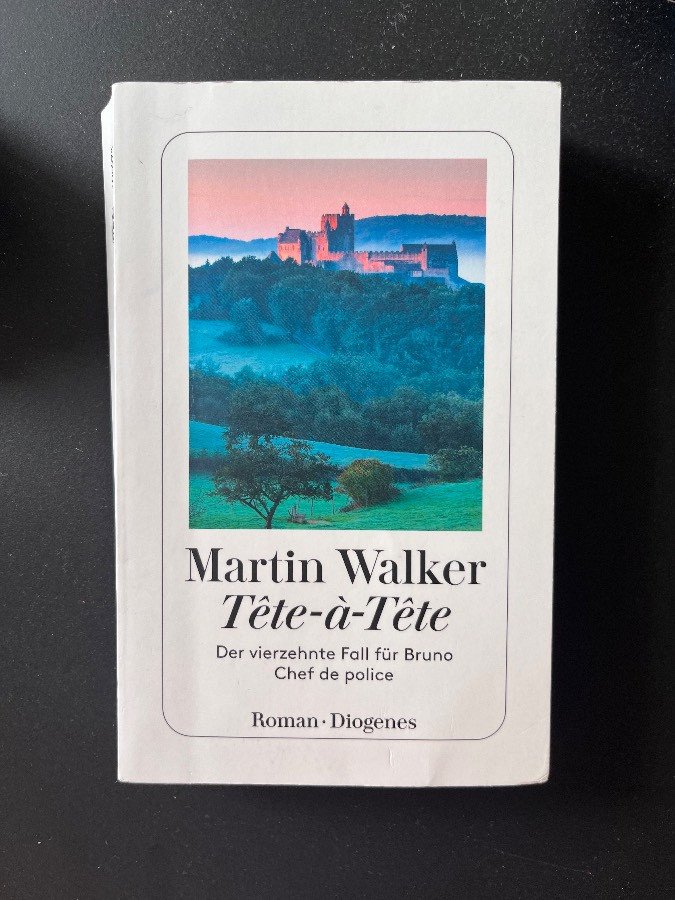 Martin Walker
Tête-à-Tête
Der vierzehnte Fall für Bruno
Chef de police
Roman · Diogenes